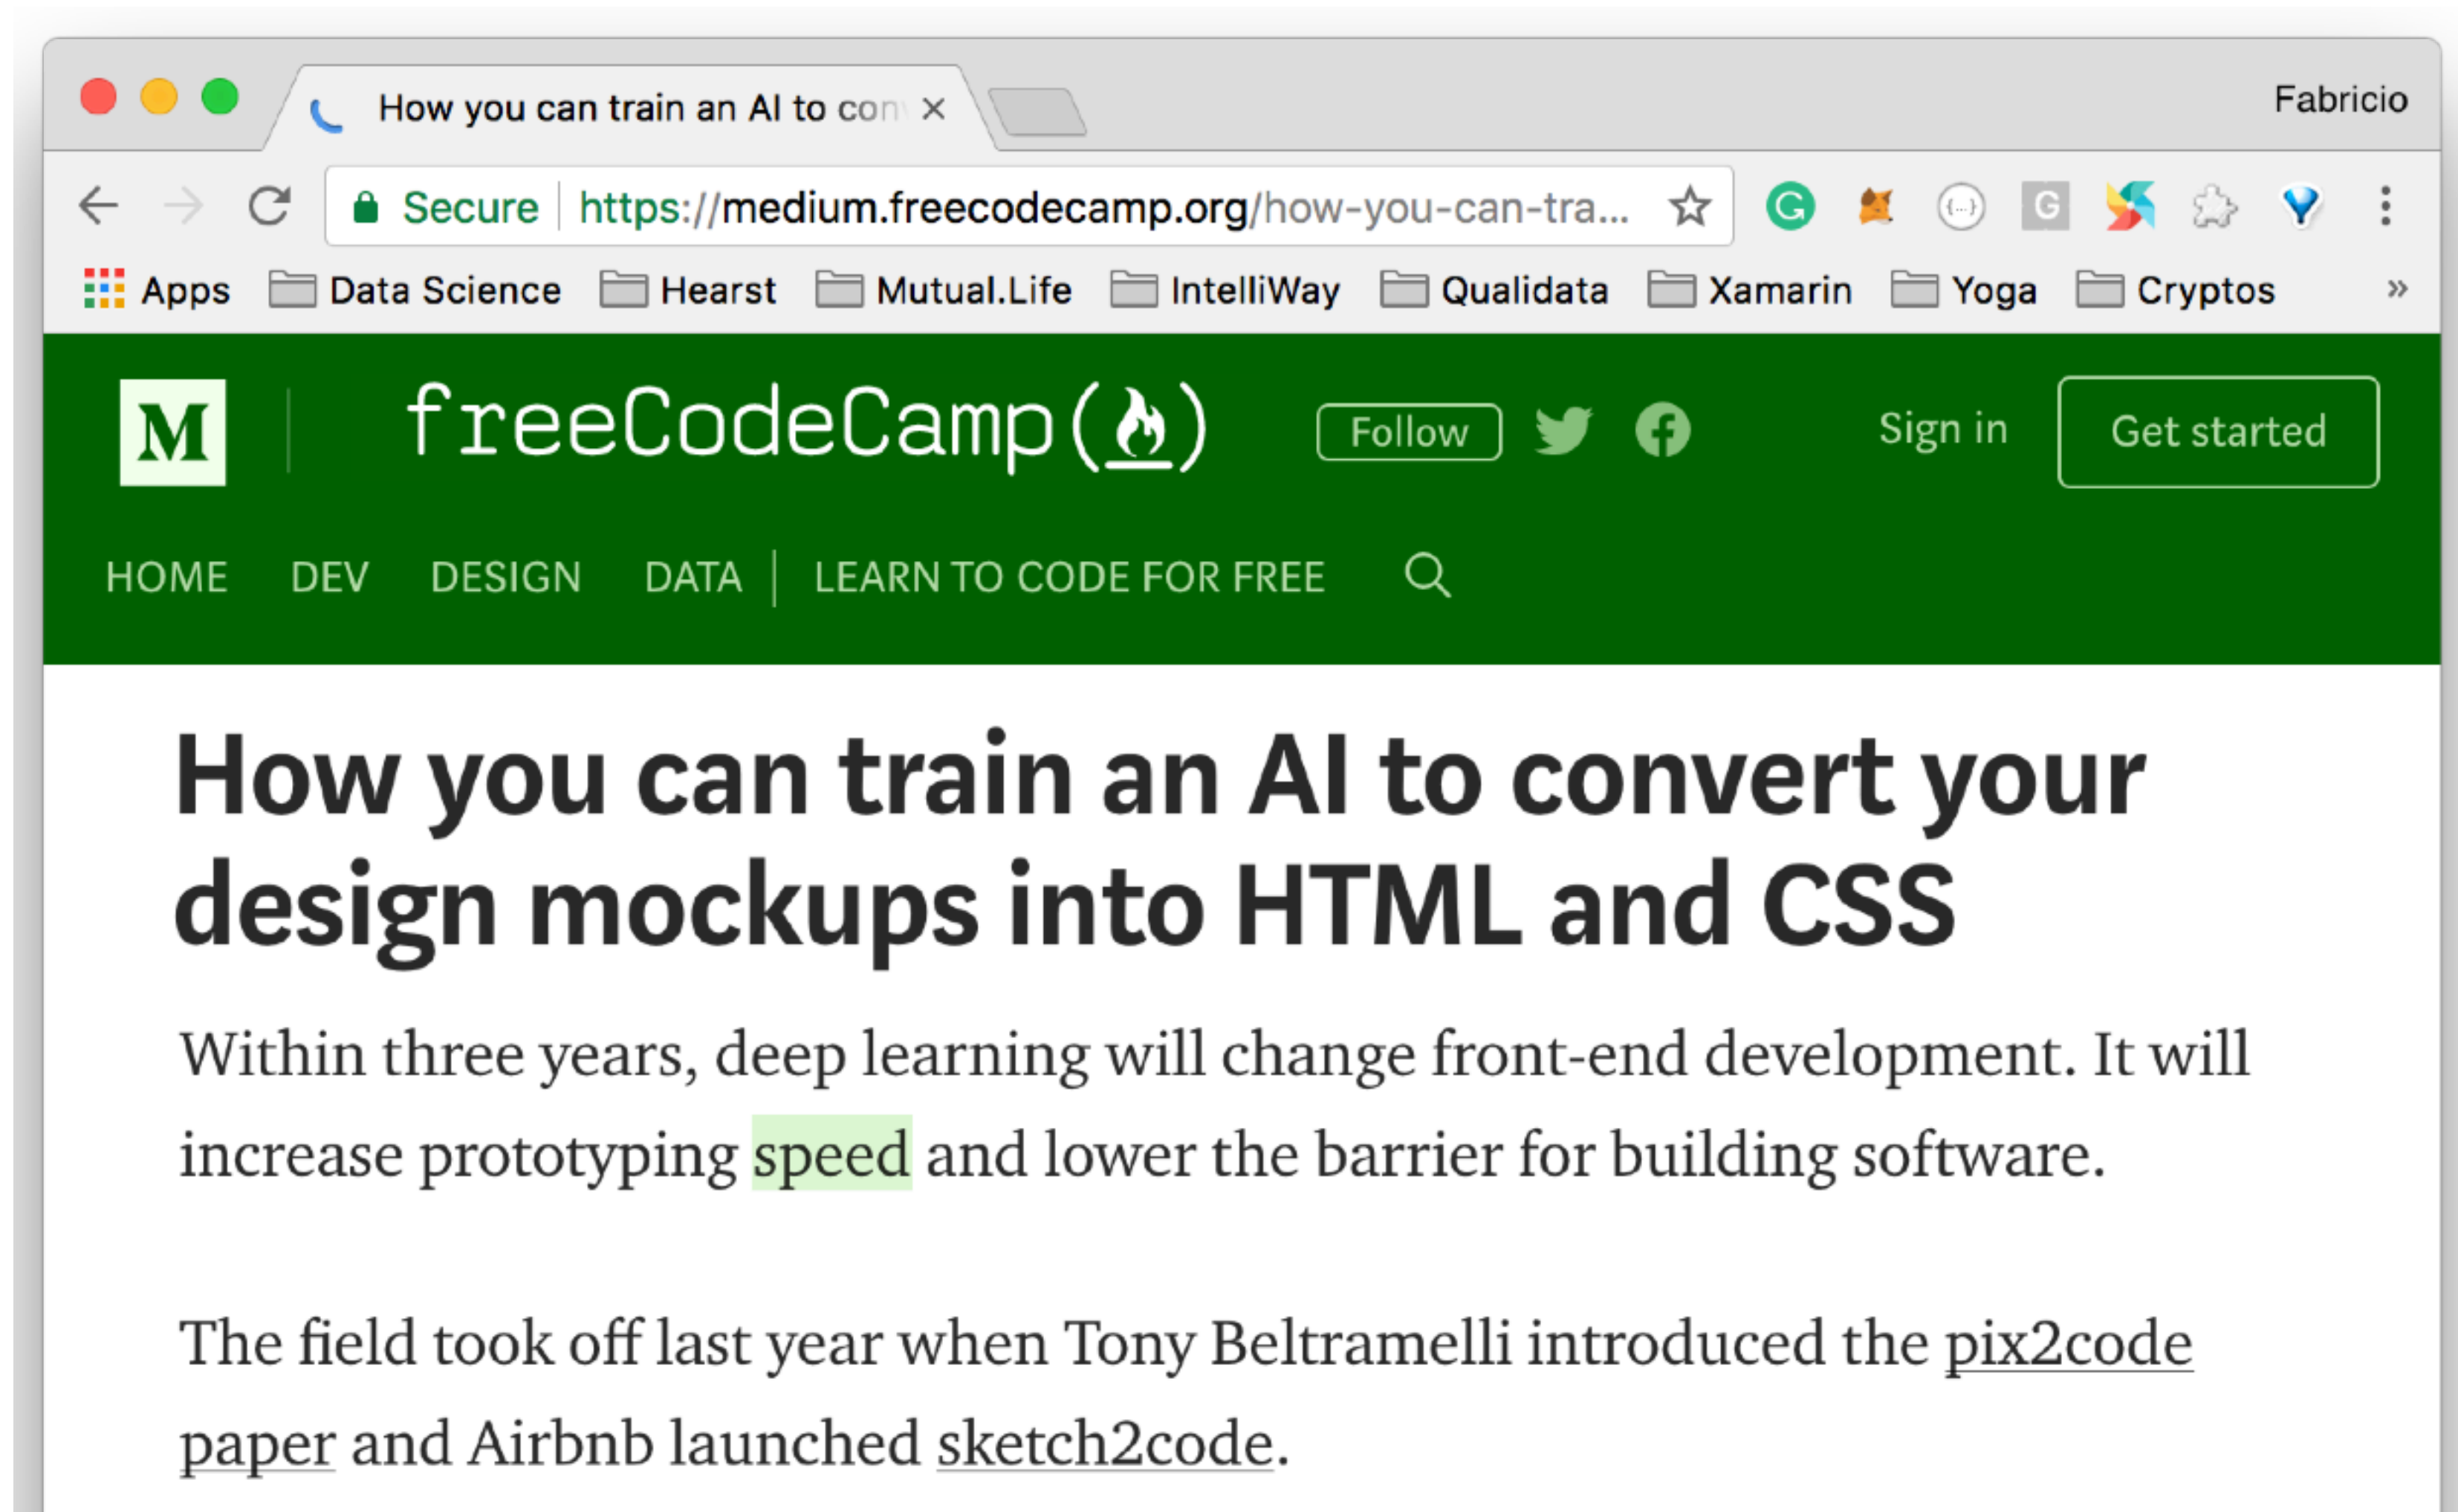 How you can train an AI to con
Fabricio
Secure https://medium.freecodecamp.org/how-you-can-tra...
Apps Data Science Hearst Mutual.Life IntelliWay Qualidata Xamarin Yoga Cryptos »
M freeCodeCamp Follow Sign in Get started
HOME DEV DESIGN DATA LEARN TO CODE FOR FREE
How you can train an AI to convert your
design mockups into HTML and CSS
Within three years, deep learning will change front-end development. It will
increase prototyping speed and lower the barrier for building software.
The field took off last year when Tony Beltramelli introduced the pix2code
paper and Airbnb launched sketch2code.